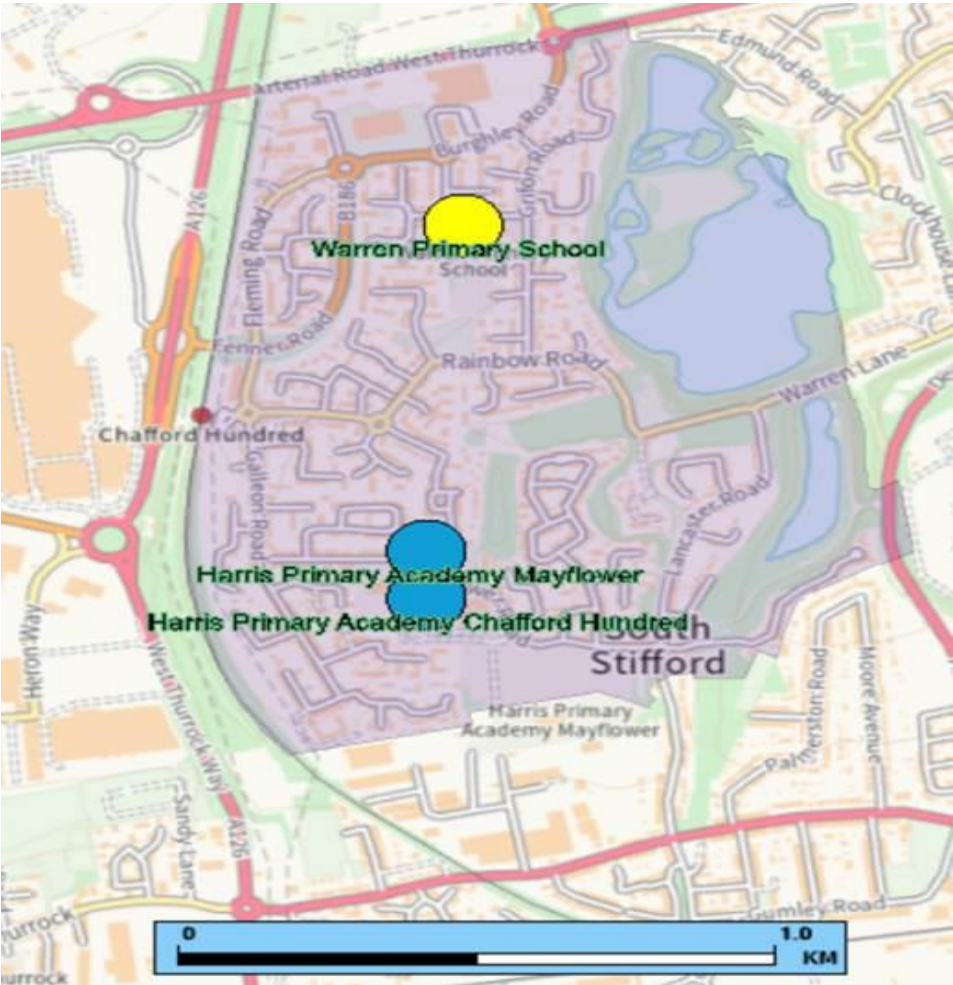 Edmund Road
Arterial Road West Thurrock
Burghley Road
Grifon Road
A126
B186
Clockhouse La
Warren Primary School
School
Fleming Road
Fenner Road
Rainbow Road
Warren Lane
Chafford Hundred
Galleon Road
Lancaster Road
Harris Primary Academy Mayflower
Harris Primary Academy Chafford Hundred
South
Stifford
Heron Way
West Thurrock Way
Harris Primary
Academy Mayflower
Palmerston Road
Moore Avenue
Sandy Lane
A126
Gumley Road
urrock
urrock
0
1.0
KM